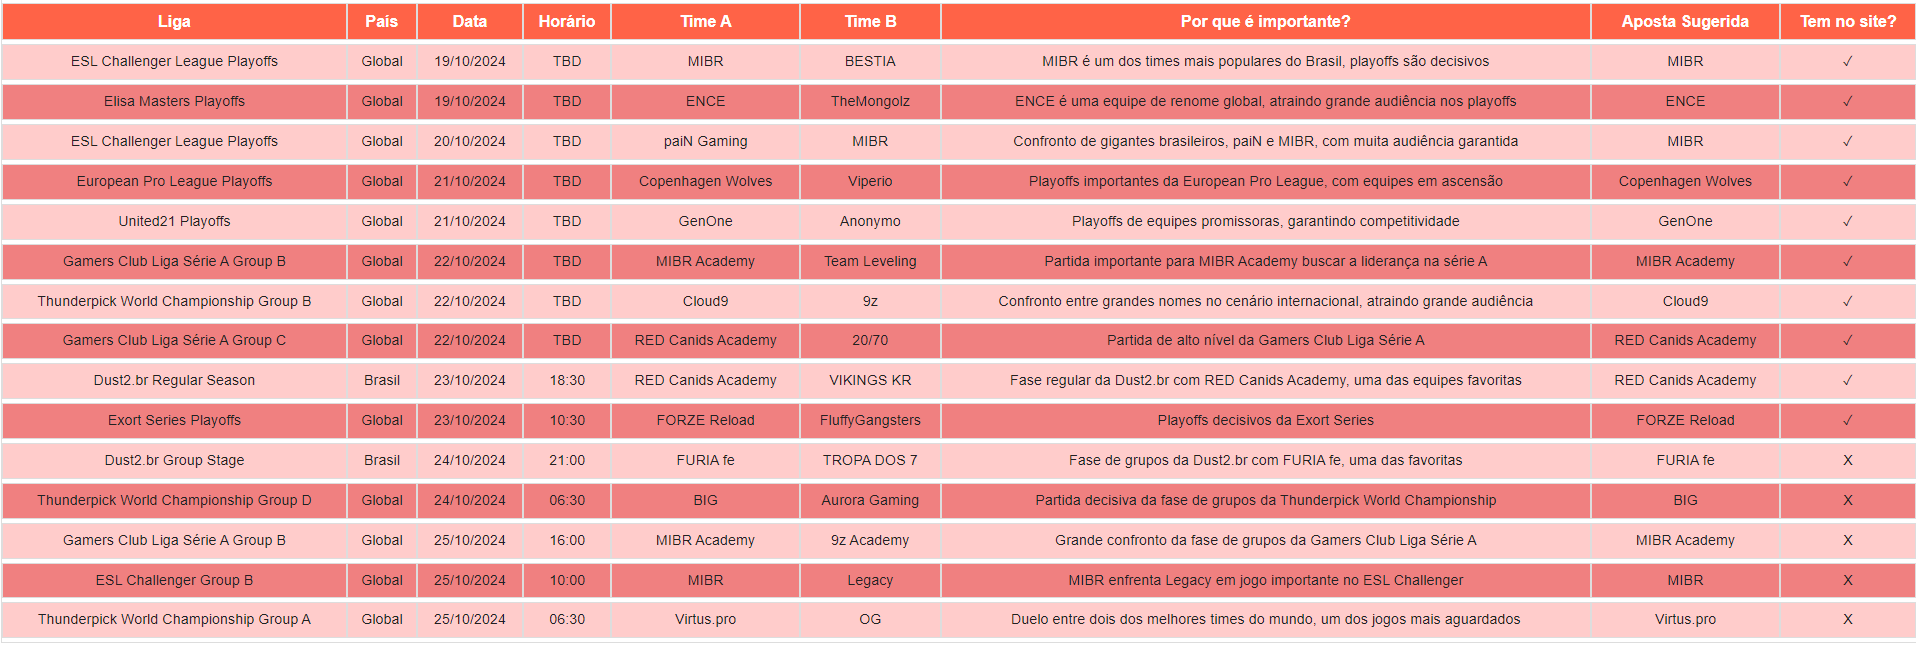 Liga País Data Horário Time A Time B Por que é importante? Aposta Sugerida Tem no site?
ESL Challenger League Playoffs Global 19/10/2024 TBD MIBR BESTIA MIBR é um dos times mais populares do Brasil, playoffs são decisivos MIBR ✓
Elisa Masters Playoffs Global 19/10/2024 TBD ENCE TheMongolz ENCE é uma equipe de renome global, atraindo grande audiência nos playoffs ENCE ✓
ESL Challenger League Playoffs Global 20/10/2024 TBD paiN Gaming MIBR Confronto de gigantes brasileiros, paiN e MIBR, com muita audiência garantida MIBR ✓
European Pro League Playoffs Global 21/10/2024 TBD Copenhagen Wolves Viperio Playoffs importantes da European Pro League, com equipes em ascensão Copenhagen Wolves ✓
United21 Playoffs Global 21/10/2024 TBD GenOne Anonymo Playoffs de equipes promissoras, garantindo competitividade GenOne ✓
Gamers Club Liga Série A Group B Global 22/10/2024 TBD MIBR Academy Team Leveling Partida importante para MIBR Academy buscar a liderança na série A MIBR Academy ✓
Thunderpick World Championship Group B Global 22/10/2024 TBD Cloud9 9z Confronto entre grandes nomes no cenário internacional, atraindo grande audiência Cloud9 ✓
Gamers Club Liga Série A Group C Global 22/10/2024 TBD RED Canids Academy 20/70 Partida de alto nível da Gamers Club Liga Série A RED Canids Academy ✓
Dust2.br Regular Season Brasil 23/10/2024 18:30 RED Canids Academy VIKINGS KR Fase regular da Dust2.br com RED Canids Academy, uma das equipes favoritas RED Canids Academy ✓
Exort Series Playoffs Global 23/10/2024 10:30 FORZE Reload FluffyGangsters Playoffs decisivos da Exort Series FORZE Reload ✓
Dust2.br Group Stage Brasil 24/10/2024 21:00 FURIA fe TROPA DOS 7 Fase de grupos da Dust2.br com FURIA fe, uma das favoritas FURIA fe X
Thunderpick World Championship Group D Global 24/10/2024 06:30 BIG Aurora Gaming Partida decisiva da fase de grupos da Thunderpick World Championship BIG X
Gamers Club Liga Série A Group B Global 25/10/2024 16:00 MIBR Academy 9z Academy Grande confronto da fase de grupos da Gamers Club Liga Série A MIBR Academy X
ESL Challenger Group B Global 25/10/2024 10:00 MIBR Legacy MIBR enfrenta Legacy em jogo importante no ESL Challenger MIBR X
Thunderpick World Championship Group A Global 25/10/2024 06:30 Virtus.pro OG Duelo entre dois dos melhores times do mundo, um dos jogos mais aguardados Virtus.pro X